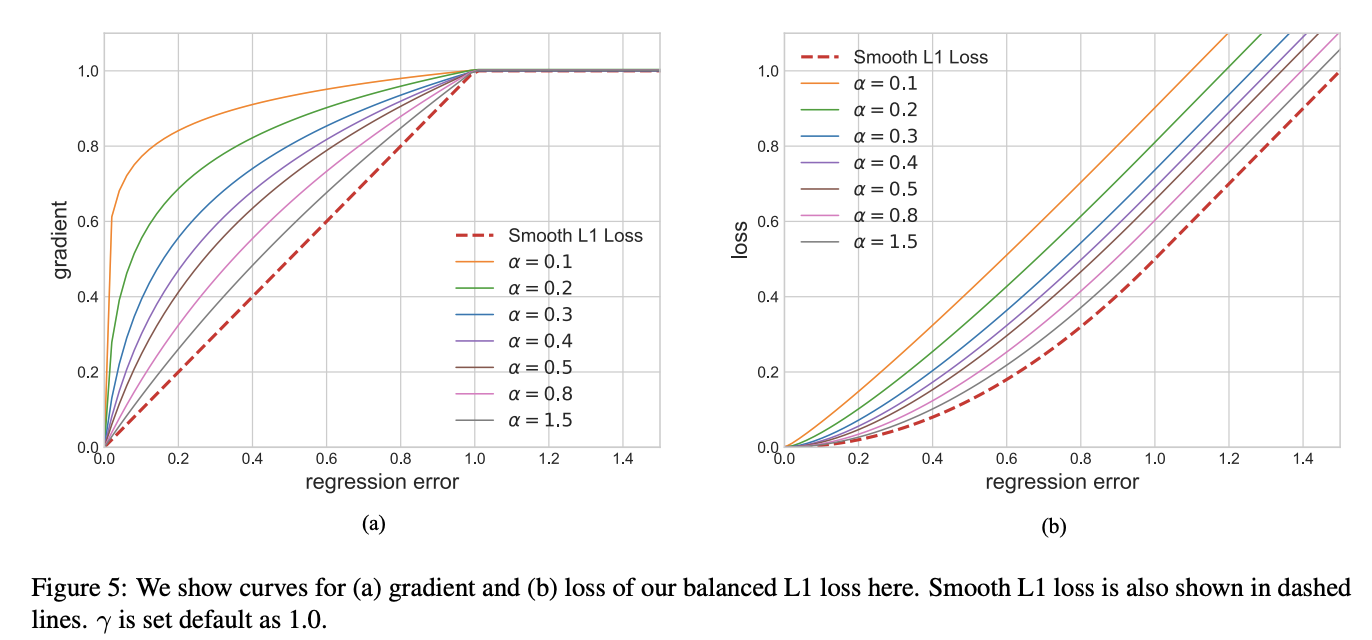 gradient
1.0
0.8
0.6
0.4
0.2
0.0
Smooth L1 Loss
α = 0.1
α = 0.2
α = 0.3
α = 0.4
α = 0.5
α = 0.8
α = 1.5
0.0 0.2 0.4 0.6 0.8 1.0 1.2 1.4
regression error
(a)
loss
1.0
0.8
0.6
0.4
0.2
0.0
Smooth L1 Loss
α = 0.1
α = 0.2
α = 0.3
α = 0.4
α = 0.5
α = 0.8
α = 1.5
0.0 0.2 0.4 0.6 0.8 1.0 1.2 1.4
regression error
(b)
Figure 5: We show curves for (a) gradient and (b) loss of our balanced L1 loss here. Smooth L1 loss is also shown in dashed
lines. γ is set default as 1.0.